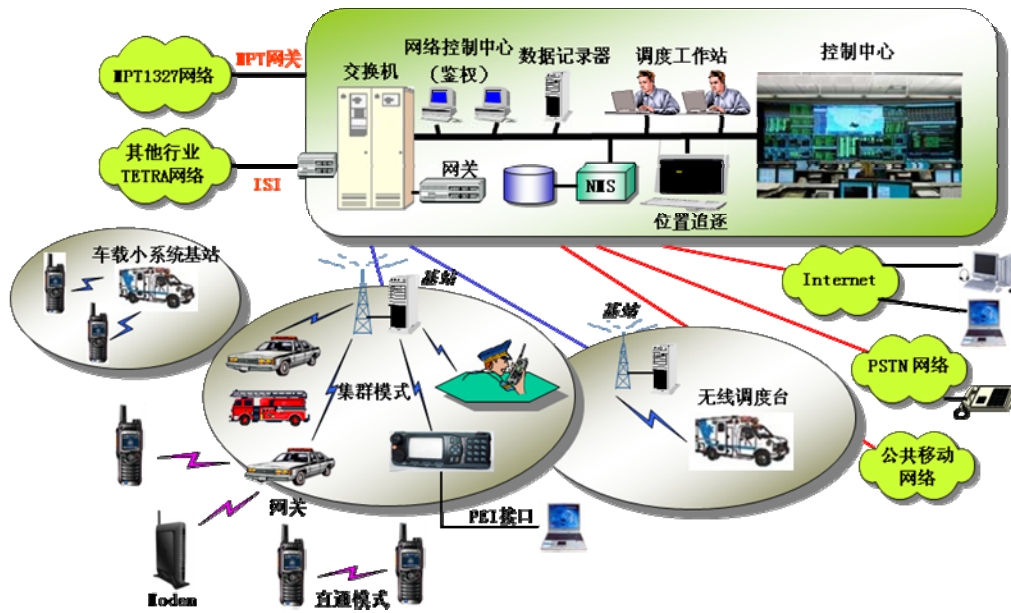 MPT1327网络
MPT网关
其他行业
TETRA网络
ISI
交换机
网络控制中心
（鉴权）
数据记录器
调度工作站
控制中心
网关
NMS
位置追逐
车载小系统基站
基站
基站
集群模式
无线调度台
Internet
PSTN 网络
公共移动
网络
网关
PEI接口
Modem
直通模式